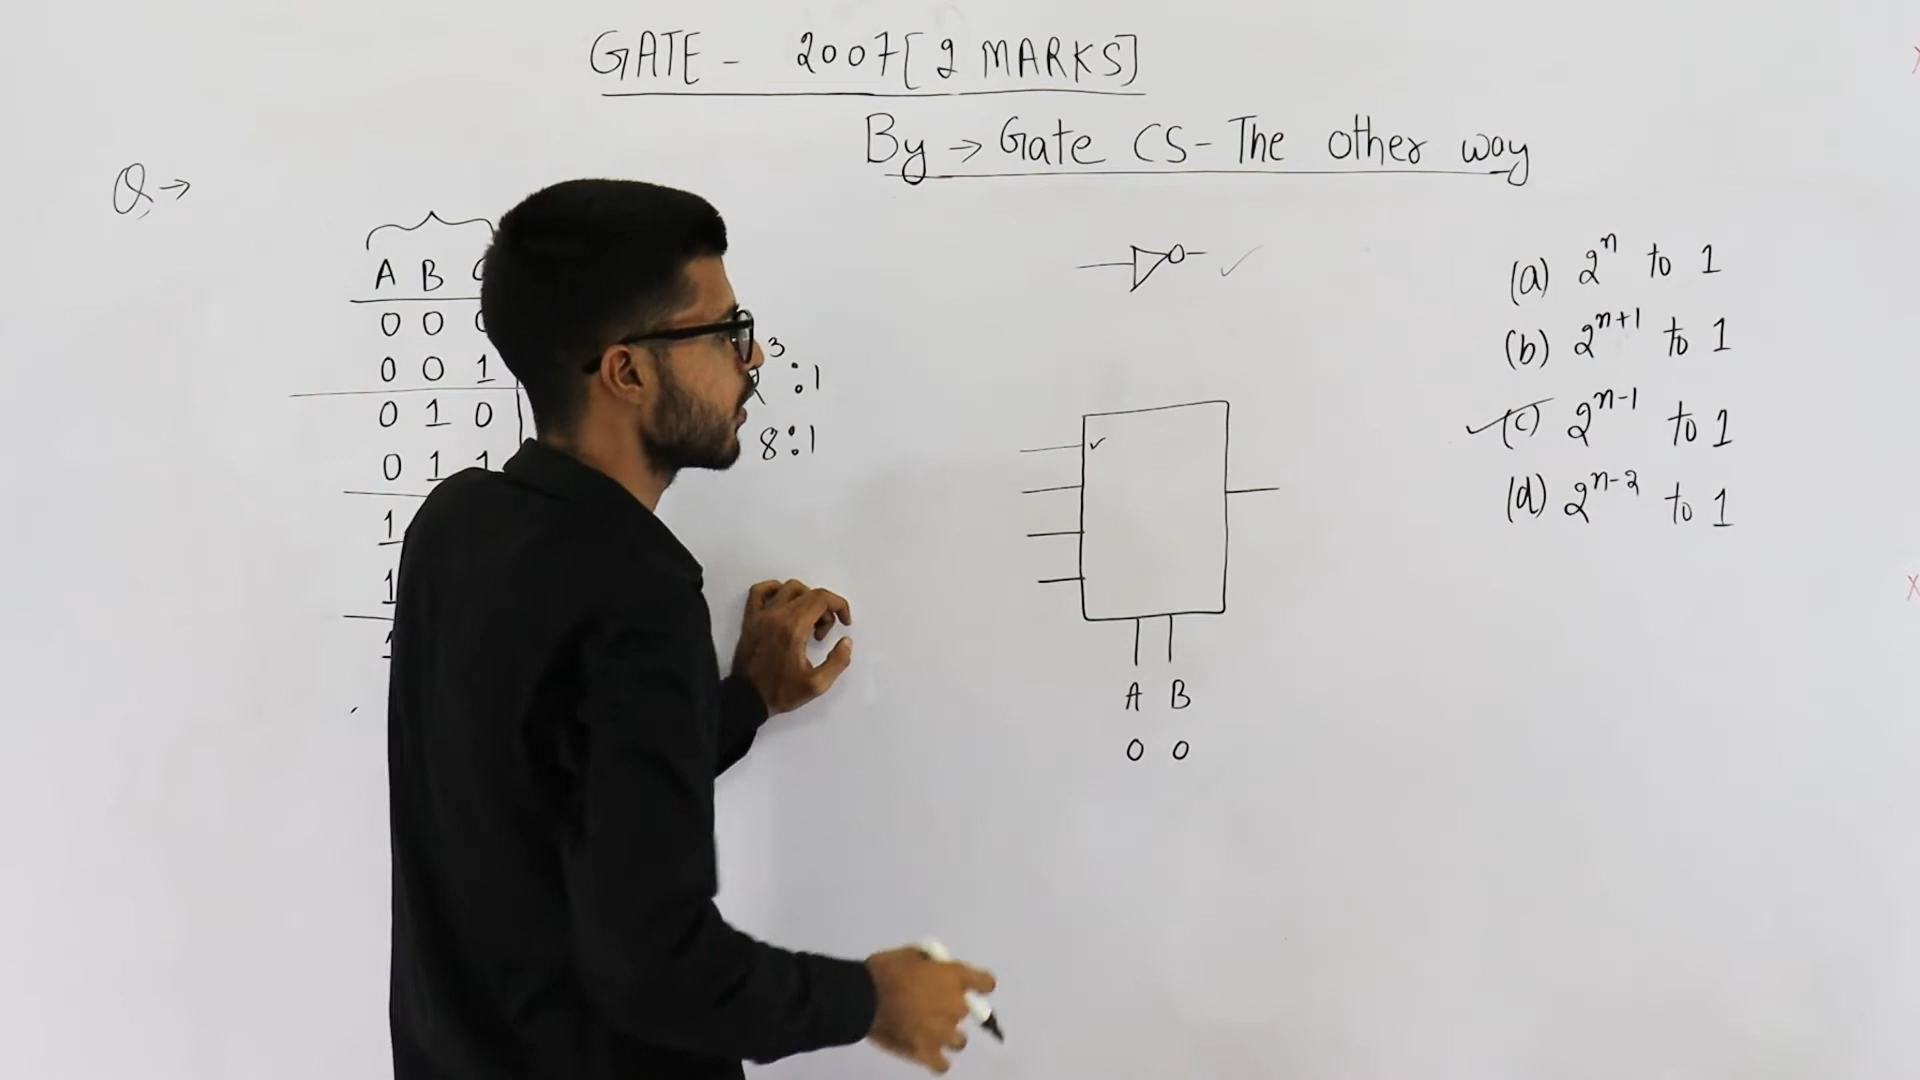 GATE - 2007 [2 MARKS]
By → Gate CS - The other way
Q →
A B C
0 0 0
0 0 1
0 1 0
0 1 1
1
1
1
3
:1
8:1
A B
0 0
(a) 2^n to 1
(b) 2^{n+1} to 1
(c) 2^{n-1} to 1
(d) 2^{n-2} to 1